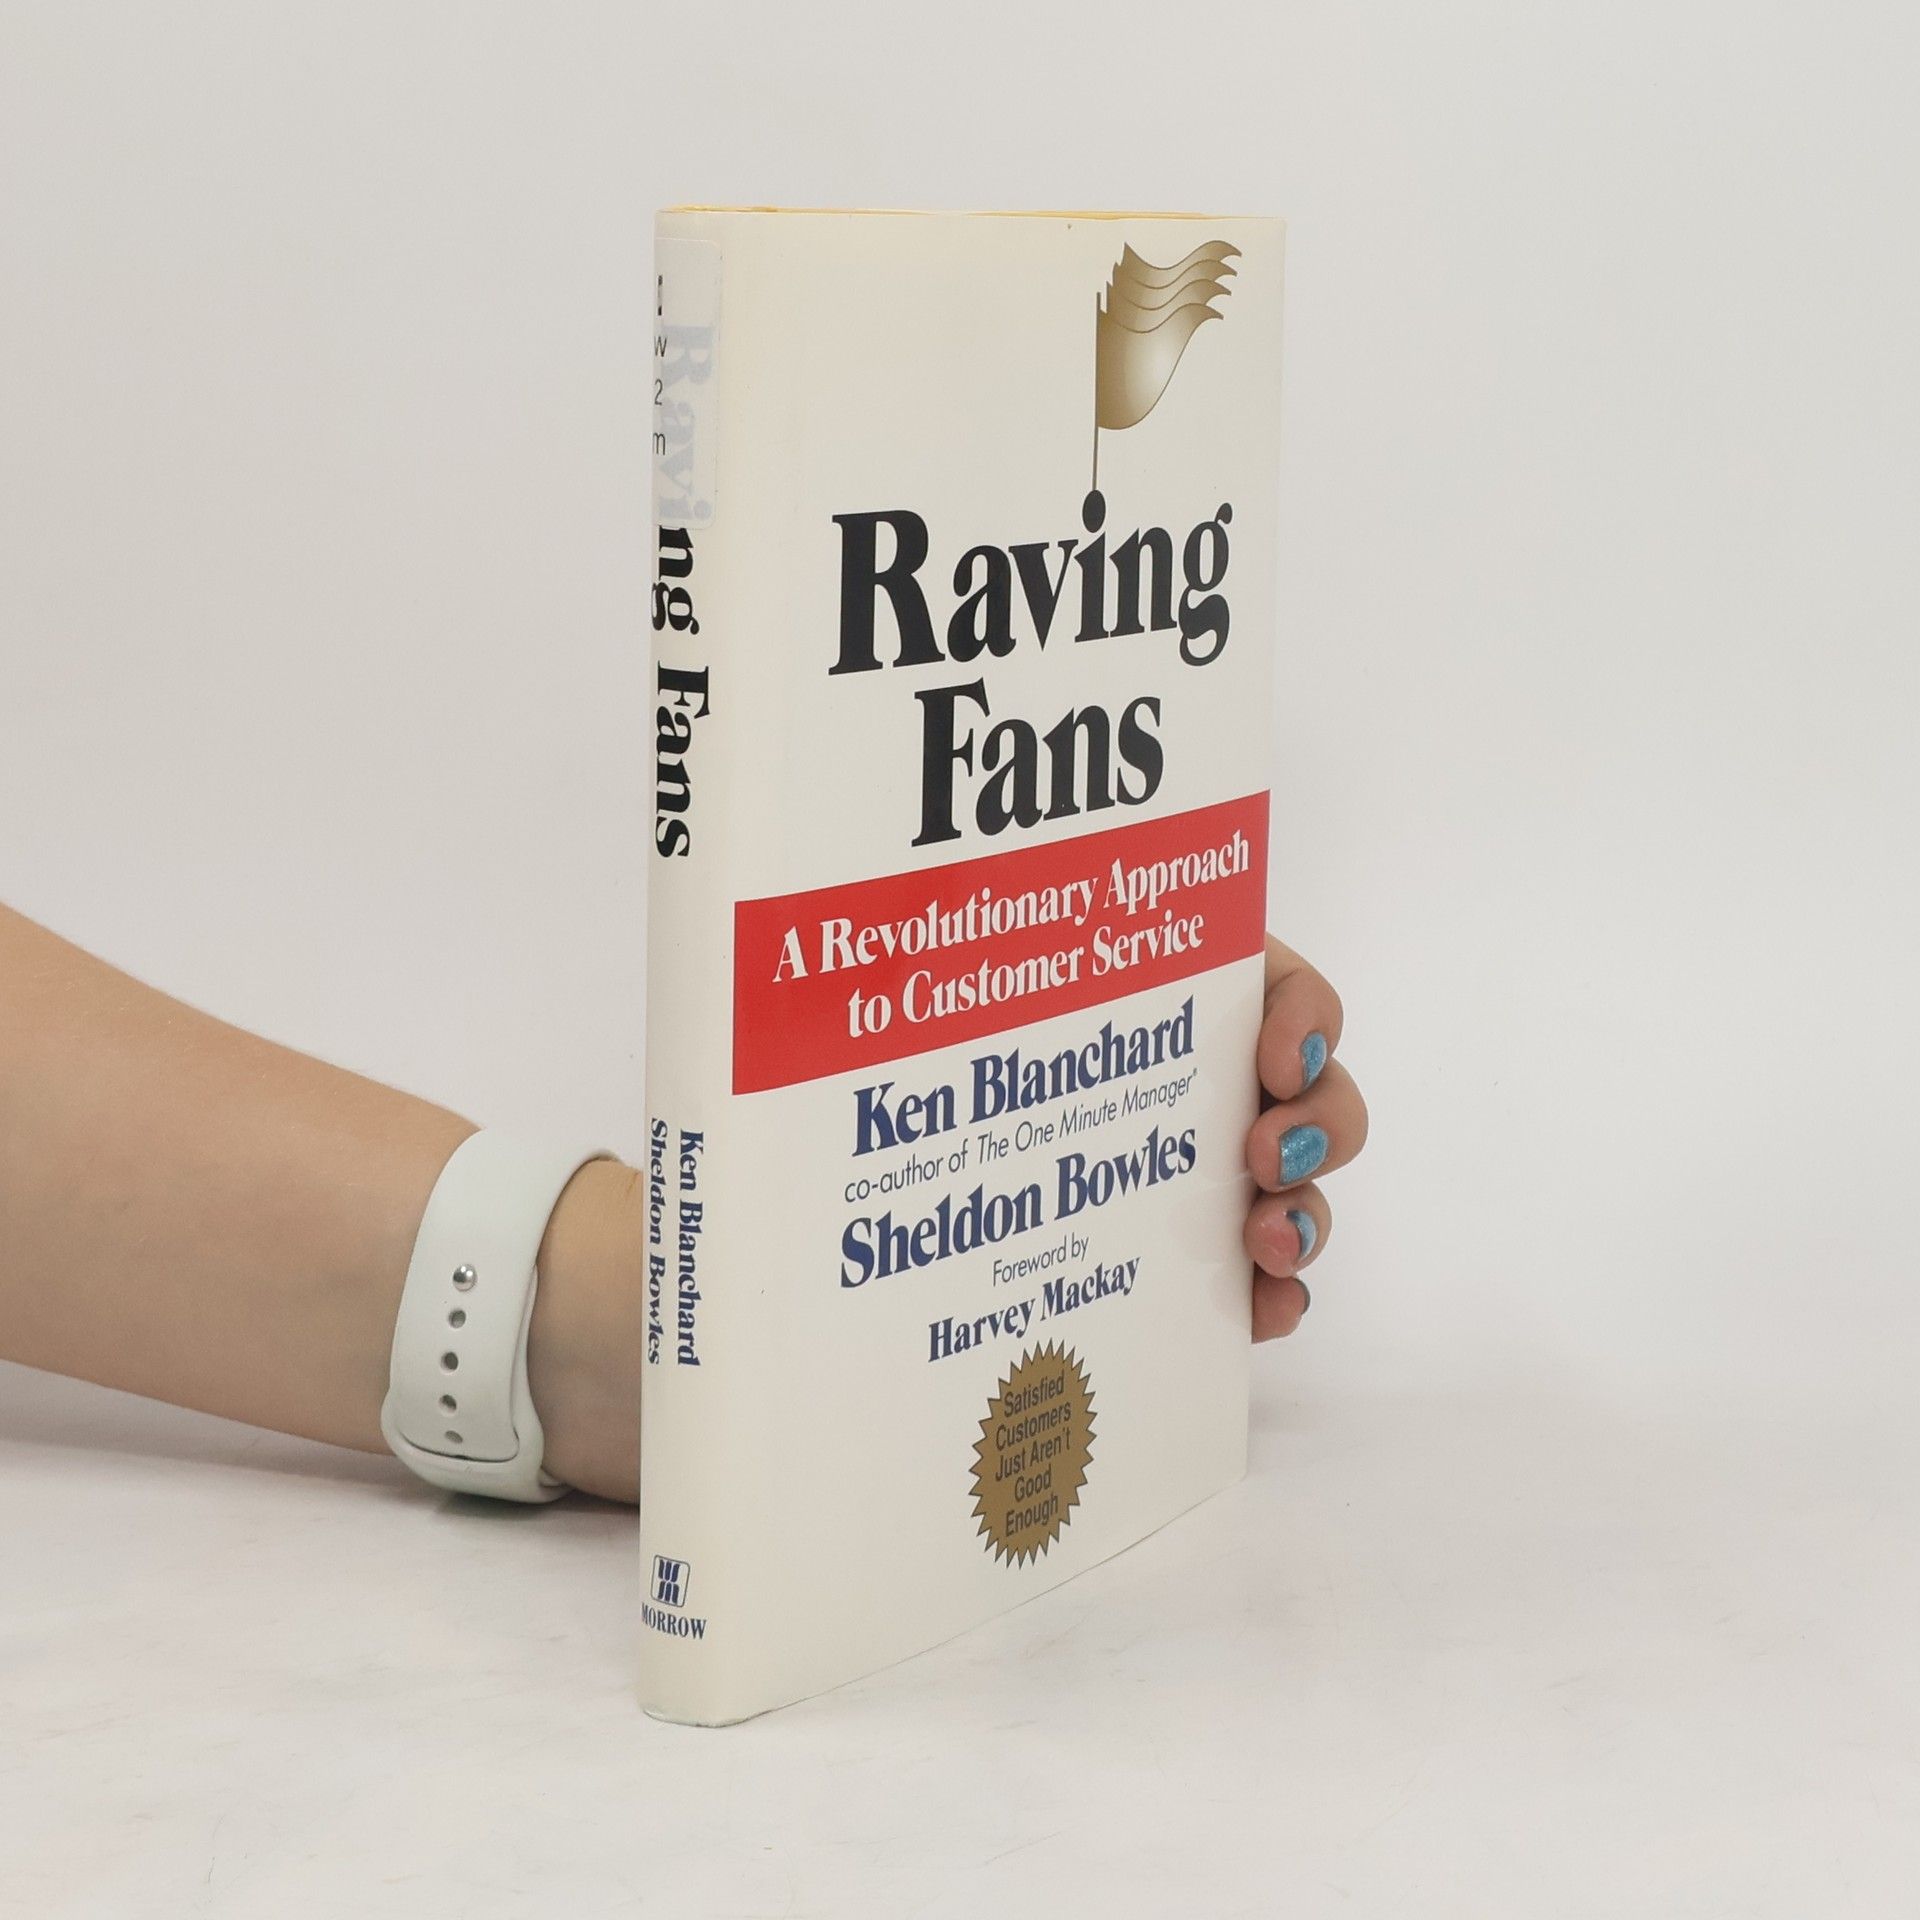 Raving
Fans
A Revolutionary Approach
to Customer Service
Ken Blanchard
co-author of The One Minute Manager®
Sheldon Bowles
Foreword by
Harvey Mackay
Satisfied
Customers
Just Aren't
Good
Enough
w
2
m
Raving Fans
Ken Blanchard
Sheldon Bowles
MORROW